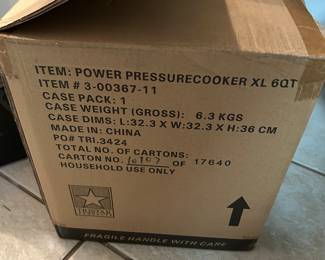 ITEM: POWER PRESSURECOOKER XL 6QT
ITEM # 3-00367-11
CASE PACK: 1
CASE WEIGHT (GROSS): 6.3 KGS
CASE DIMS: L:32.3 X W:32.3 X H:36 CM
MADE IN: CHINA
PO# TRI.3424
TOTAL NO. OF CARTONS:
CARTON NO. 10107 OF 17640
HOUSEHOLD USE ONLY
TRISTAR
FRAGILE HANDLE WITH CARE